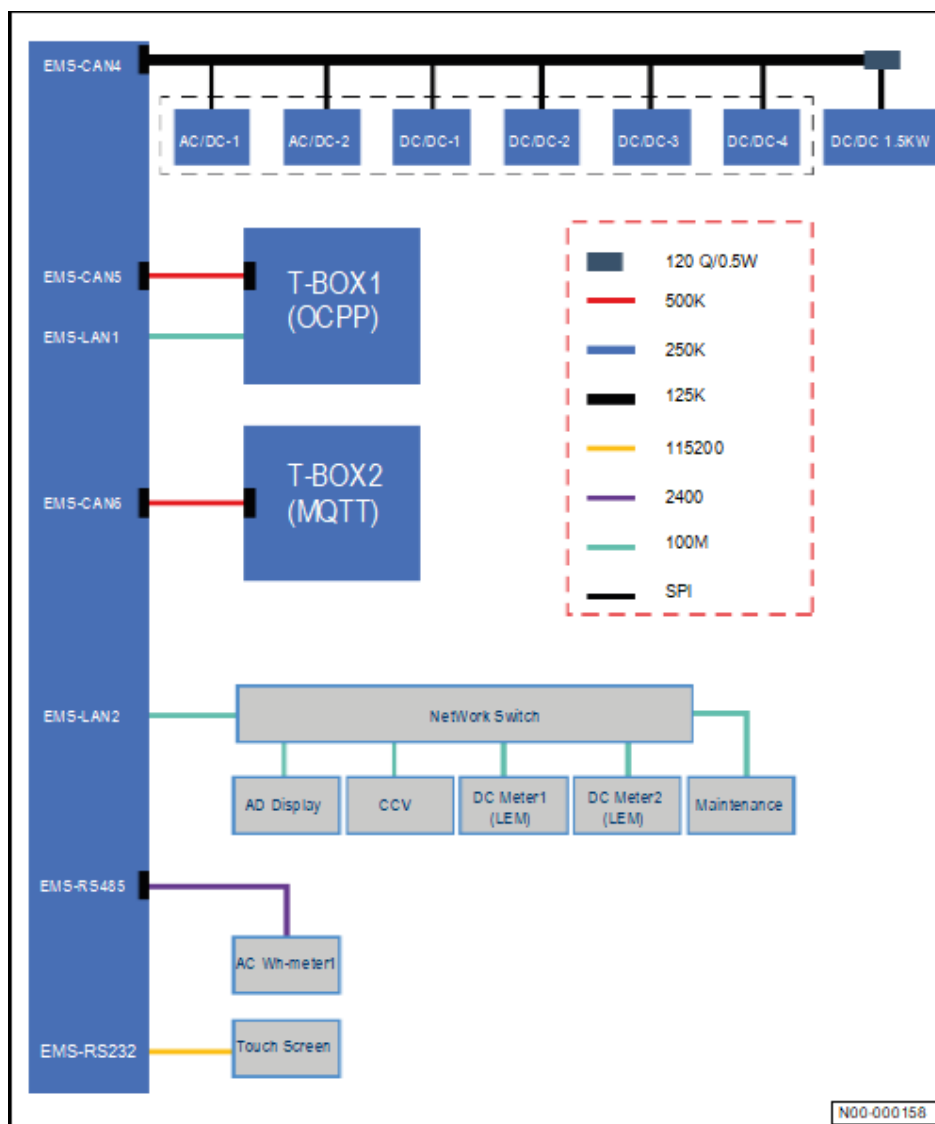 EMS-CAN4
AC/DC-1
AC/DC-2
DC/DC-1
DC/DC-2
DC/DC-3
DC/DC-4
DC/DC 1.5KW
EMS-CAN5
T-BOX1
(OCPP)
EMS-LAN1
EMS-CAN6
T-BOX2
(MQTT)
120 Q/0.5W
500K
250K
125K
115200
2400
100M
SPI
EMS-LAN2
NetWork Switch
AD Display
CCV
DC Meter1
(LEM)
DC Meter2
(LEM)
Maintenance
EMS-RS485
AC Wh-meter1
EMS-RS232
Touch Screen
N00-000158